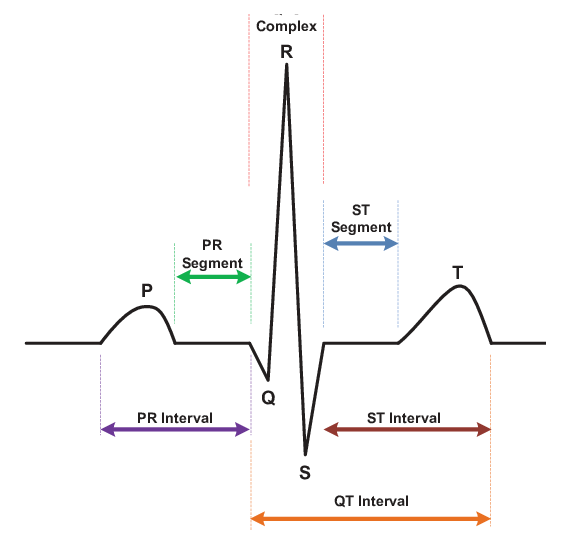 Complex
R
ST
Segment
PR
Segment
T
P
Q
PR Interval
ST Interval
S
QT Interval